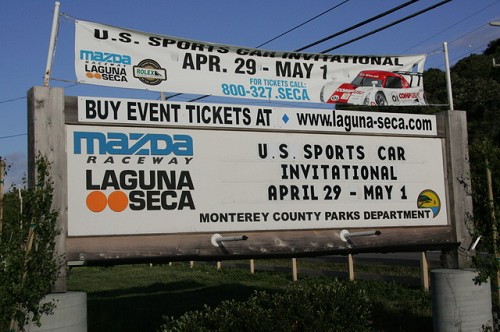 U.S. SPORTS CAR INVITATIONAL
mazda
RACEWAY
LAGUNA
SECA
ROLEX
APR. 29 - MAY 1
FOR TICKETS CALL:
800-327.SECA
BUY EVENT TICKETS AT ♦ www.laguna-seca.com
mazda
RACEWAY
LAGUNA
SECA
U.S. SPORTS CAR
INVITATIONAL
APRIL 29 - MAY 1
MONTEREY COUNTY PARKS DEPARTMENT